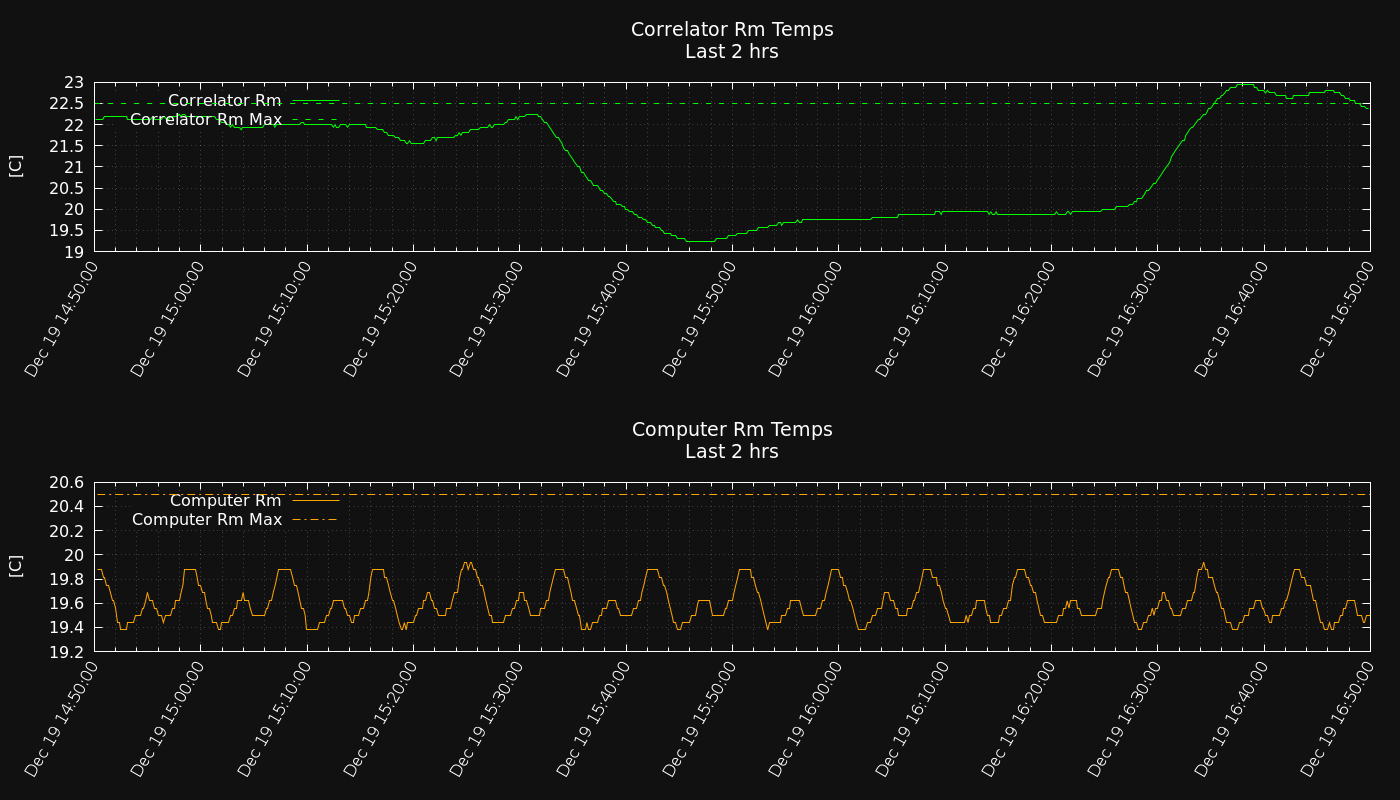 Correlator Rm Temps
Last 2 hrs
[C]
23
22.5
22
21.5
21
20.5
20
19.5
19
Correlator Rm
Correlator Rm Max
Dec 19 14:50:00
Dec 19 15:00:00
Dec 19 15:10:00
Dec 19 15:20:00
Dec 19 15:30:00
Dec 19 15:40:00
Dec 19 15:50:00
Dec 19 16:00:00
Dec 19 16:10:00
Dec 19 16:20:00
Dec 19 16:30:00
Dec 19 16:40:00
Dec 19 16:50:00
Computer Rm Temps
Last 2 hrs
[C]
20.6
20.4
20.2
20
19.8
19.6
19.4
19.2
Computer Rm
Computer Rm Max
Dec 19 14:50:00
Dec 19 15:00:00
Dec 19 15:10:00
Dec 19 15:20:00
Dec 19 15:30:00
Dec 19 15:40:00
Dec 19 15:50:00
Dec 19 16:00:00
Dec 19 16:10:00
Dec 19 16:20:00
Dec 19 16:30:00
Dec 19 16:40:00
Dec 19 16:50:00